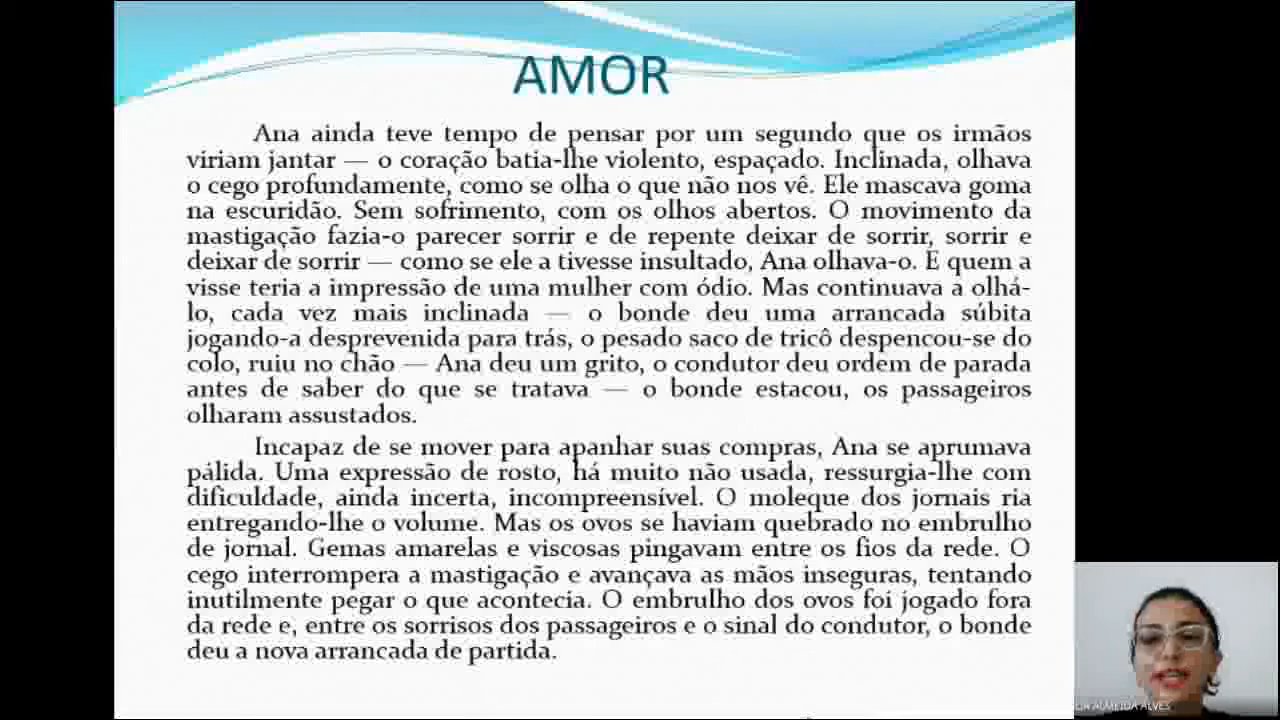 AMOR
Ana ainda teve tempo de pensar por um segundo que os irmãos
viriam jantar — o coração batia-lhe violento, espaçado. Inclinada, olhava
o cego profundamente, como se olha o que não nos vê. Ele mascava goma
na escuridão. Sem sofrimento, com os olhos abertos. O movimento da
mastigação fazia-o parecer sorrir e de repente deixar de sorrir, sorrir e
deixar de sorrir — como se ele a tivesse insultado, Ana olhava-o. E quem a
visse teria a impressão de uma mulher com ódio. Mas continuava a olhá-
lo, cada vez mais inclinada — o bonde deu uma arrancada súbita
jogando-a desprevenida para trás, o pesado saco de tricô despencou-se do
colo, ruiu no chão — Ana deu um grito, o condutor deu ordem de parada
antes de saber do que se tratava — o bonde estacou, os passageiros
olharam assustados.
Incapaz de se mover para apanhar suas compras, Ana se aprumava
pálida. Uma expressão de rosto, há muito não usada, ressurgia-lhe com
dificuldade, ainda incerta, incompreensível. O moleque dos jornais ria
entregando-lhe o volume. Mas os ovos se haviam quebrado no embrulho
de jornal. Gemas amarelas e viscosas pingavam entre os fios da rede. O
cego interrompera a mastigação e avançava as mãos inseguras, tentando
inutilmente pegar o que acontecia. O embrulho dos ovos foi jogado fora
da rede e, entre os sorrisos dos passageiros e o sinal do condutor, o bonde
deu a nova arrancada de partida.
ALMEIDA ALVES